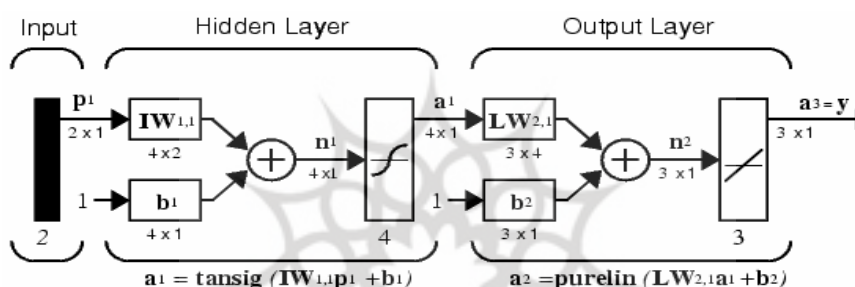 Input
Hidden Layer
Output Layer
p1
2 x 1
IW1,1
4 x 2
1
b1
4 x 1
n1
4 x 1
a1
4 x 1
LW2,1
3 x 4
1
b2
3 x 1
n2
3 x 1
a3 = y
3 x 1
2
4
3
a1 = tansig (IW1,1p1 +b1)
a2 =purelin (LW2,1a1 +b2)